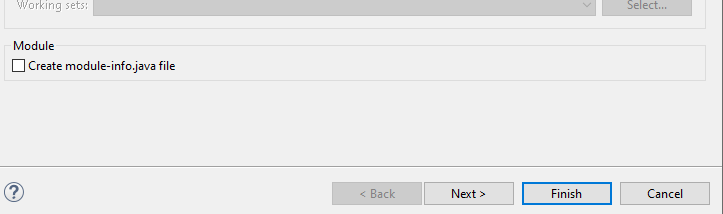 Working sets:
Select...
Module
Create module-info.java file
?
< Back
Next >
Finish
Cancel